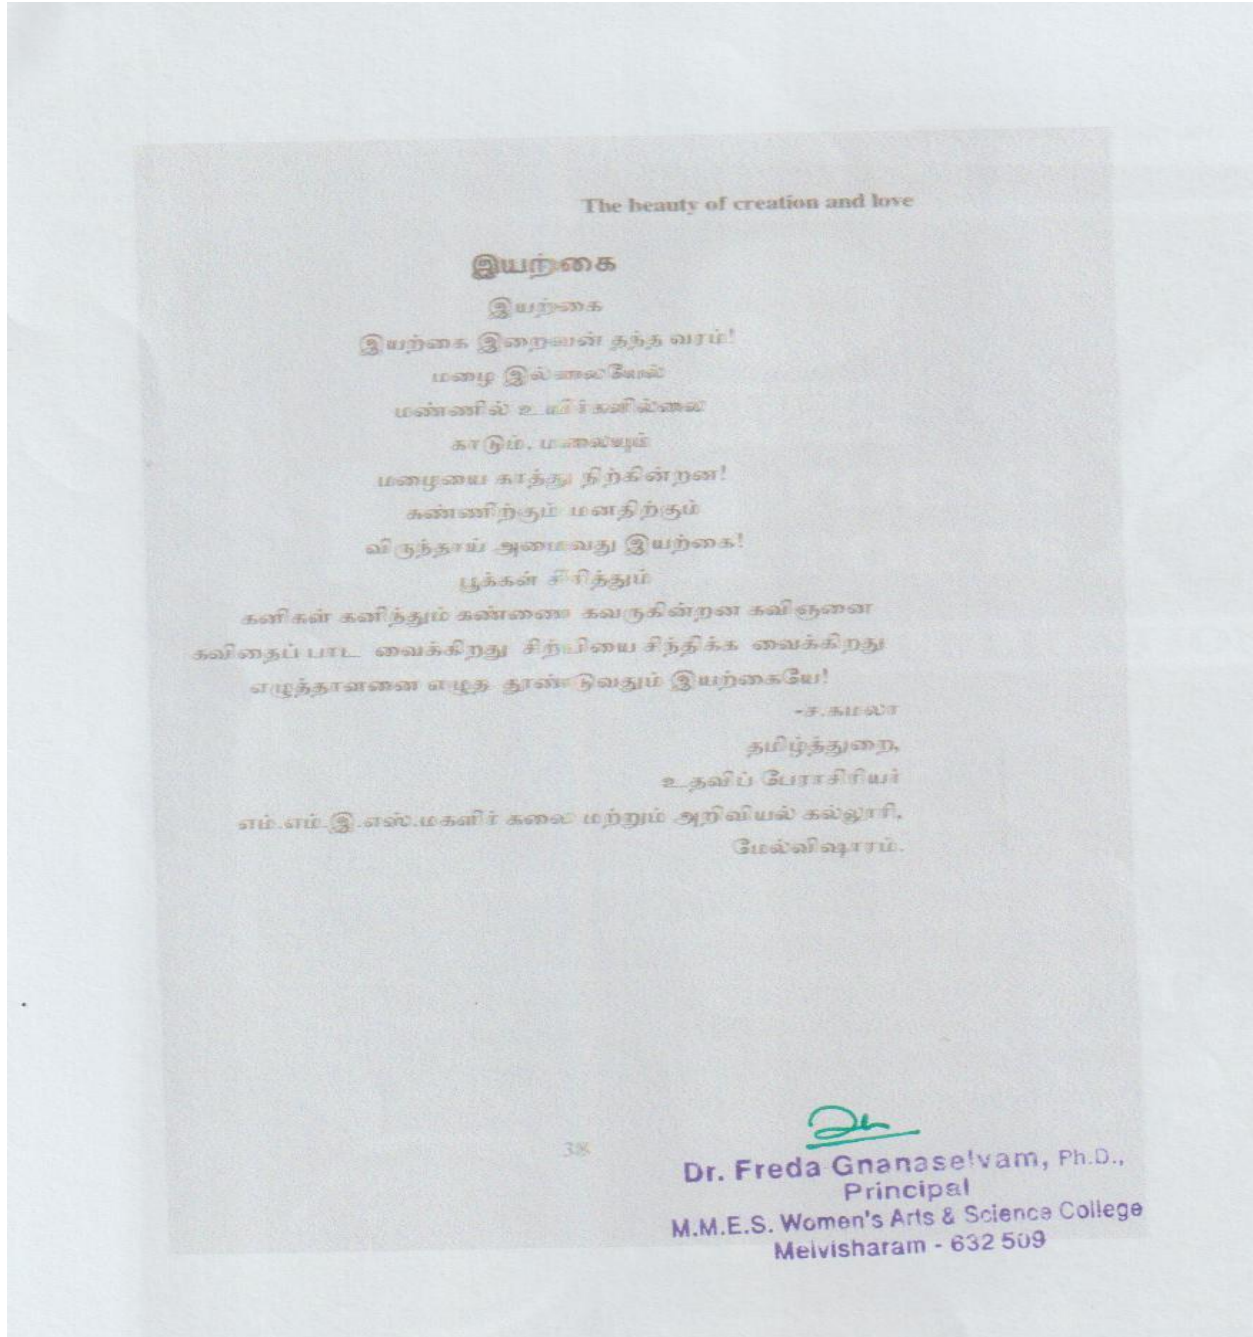 The beauty of creation and love
இயற்கை
இயற்கை
இயற்கை இறைவன் தந்த வரம்!
மழை இல்லையேல்
மண்ணில் உயிர்களில்லை
காடும், மலையும்
மழையை காத்து நிற்கின்றன!
கண்ணிற்கும் மனதிற்கும்
விருந்தாய் அமைவது இயற்கை!
பூக்கள் சிரித்தும்
கனிகள் கனித்தும் கண்ணை கவருகின்றன கவிஞனை
கவிதைப் பாட வைக்கிறது சிற்பியை சிந்திக்க வைக்கிறது
எழுத்தாளனை எழுத தூண்டுவதும் இயற்கையே!
-ச.கமலா
தமிழ்த்துறை,
உதவிப் பேராசிரியர்
எம்.எம்.இ.எஸ்.மகளிர் கலை மற்றும் அறிவியல் கல்லூரி,
மேல்விஷாரம்.
38
Dr. Freda Gnanaselvam, Ph.D.,
Principal
M.M.E.S. Women's Arts & Science College
Melvisharam - 632 509